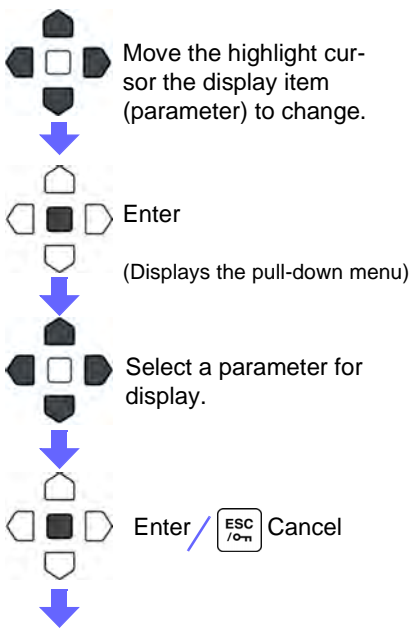 Move the highlight cur-
sor the display item
(parameter) to change.
Enter
(Displays the pull-down menu)
Select a parameter for
display.
Enter / ESC Cancel